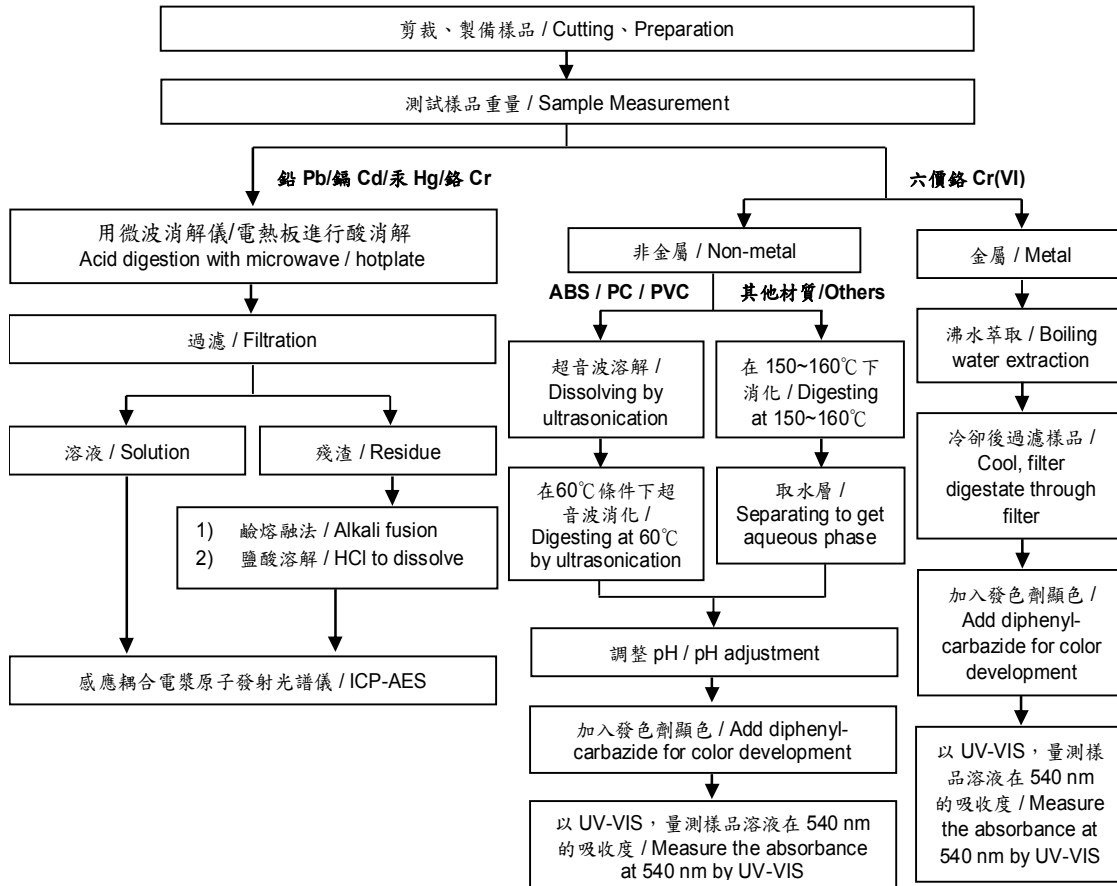 剪裁、製備樣品 / Cutting、Preparation
測試樣品重量 / Sample Measurement
鉛 Pb/鎘 Cd/汞 Hg/鉻 Cr
六價鉻 Cr(VI)
用微波消解儀/電熱板進行酸消解
Acid digestion with microwave / hotplate
過濾 / Filtration
溶液 / Solution
殘渣 / Residue
1) 鹼熔融法 / Alkali fusion
2) 鹽酸溶解 / HCl to dissolve
感應耦合電漿原子發射光譜儀 / ICP-AES
非金屬 / Non-metal
ABS / PC / PVC
其他材質/Others
超音波溶解 /
Dissolving by
ultrasonication
在60℃條件下超
音波消化 /
Digesting at 60℃
by ultrasonication
在 150~160℃下
消化 / Digesting
at 150~160℃
取水層 /
Separating to get
aqueous phase
調整 pH / pH adjustment
加入發色劑顯色 / Add diphenyl-
carbazide for color development
以 UV-VIS，量測樣品溶液在 540 nm
的吸收度 / Measure the absorbance
at 540 nm by UV-VIS
金屬 / Metal
沸水萃取 / Boiling
water extraction
冷卻後過濾樣品 /
Cool, filter
digestate through
filter
加入發色劑顯色 /
Add diphenyl-
carbazide for color
development
以 UV-VIS，量測樣
品溶液在 540 nm
的吸收度 / Measure
the absorbance at
540 nm by UV-VIS